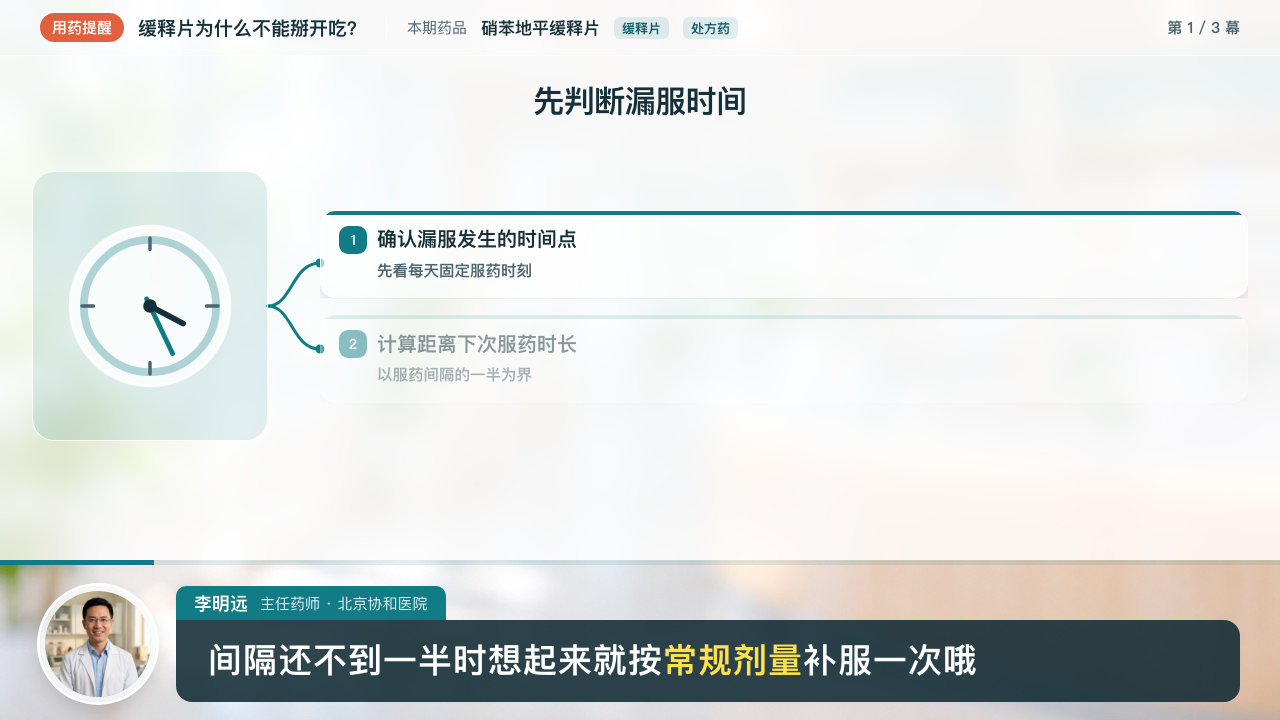 用药提醒 缓释片为什么不能掰开吃? 本期药品 硝苯地平缓释片 缓释片 处方药 第 1 / 3 幕
先判断漏服时间
1 确认漏服发生的时间点
先看每天固定服药时刻
2 计算距离下次服药时长
以服药间隔的一半为界
李明远 主任药师 · 北京协和医院
间隔还不到一半时想起来就按常规剂量补服一次哦